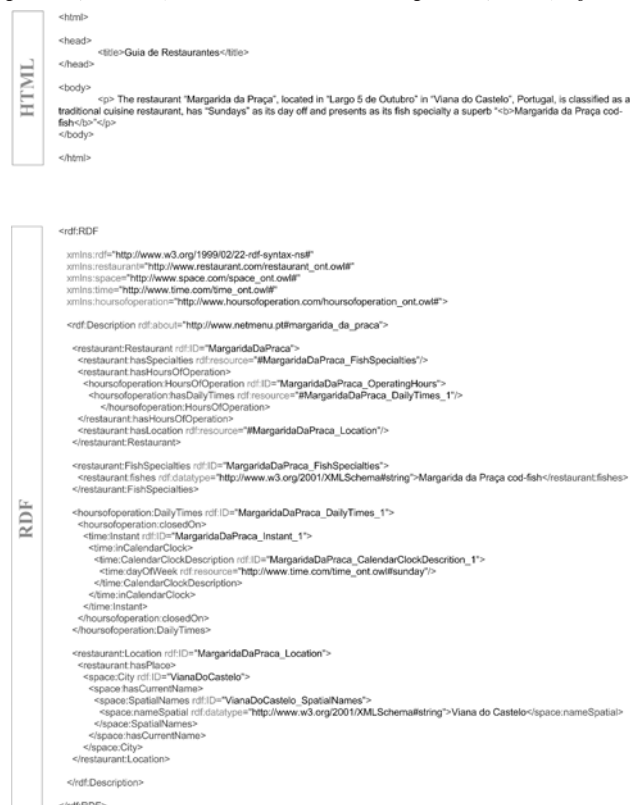 HTML
<html>
<head>
<title>Guia de Restaurantes</title>
</head>
<body>
<p> The restaurant “Margarida da Praça”, located in “Largo 5 de Outubro” in “Viana do Castelo”, Portugal, is classified as a
traditional cuisine restaurant, has “Sundays” as its day off and presents as its fish specialty a superb “<b>Margarida da Praça cod-
fish</b>”</p>
</body>
</html>
RDF
<rdf:RDF
xmlns:rdf="http://www.w3.org/1999/02/22-rdf-syntax-ns#"
xmlns:restaurant="http://www.restaurant.com/restaurant_ont.owl#"
xmlns:space="http://www.space.com/space_ont.owl#"
xmlns:time="http://www.time.com/time_ont.owl#"
xmlns:hoursofoperation="http://www.hoursofoperation.com/hoursofoperation_ont.owl#">
<rdf:Description rdf:about="http://www.netmenu.pt#margarida_da_praca">
<restaurant:Restaurant rdf:ID="MargaridaDaPraca">
<restaurant:hasSpecialties rdf:resource="#MargaridaDaPraca_FishSpecialties"/>
<restaurant:hasHoursOfOperation>
<hoursofoperation:HoursOfOperation rdf:ID="MargaridaDaPraca_OperatingHours">
<hoursofoperation:hasDailyTimes rdf:resource="#MargaridaDaPraca_DailyTimes_1"/>
</hoursofoperation:HoursOfOperation>
</restaurant:hasHoursOfOperation>
<restaurant:hasLocation rdf:resource="#MargaridaDaPraca_Location"/>
</restaurant:Restaurant>
<restaurant:FishSpecialties rdf:ID="MargaridaDaPraca_FishSpecialties">
<restaurant:fishes rdf:datatype="http://www.w3.org/2001/XMLSchema#string">Margarida da Praça cod-fish</restaurant:fishes>
</restaurant:FishSpecialties>
<hoursofoperation:DailyTimes rdf:ID="MargaridaDaPraca_DailyTimes_1">
<hoursofoperation:closedOn>
<time:Instant rdf:ID="MargaridaDaPraca_Instant_1">
<time:inCalendarClock>
<time:CalendarClockDescription rdf:ID="MargaridaDaPraca_CalendarClockDescrition_1">
<time:dayOfWeek rdf:resource="http://www.time.com/time_ont.owl#sunday"/>
</time:CalendarClockDescription>
</time:inCalendarClock>
</time:Instant>
</hoursofoperation:closedOn>
</hoursofoperation:DailyTimes>
<restaurant:Location rdf:ID="MargaridaDaPraca_Location">
<restaurant:hasPlace>
<space:City rdf:ID="VianaDoCastelo">
<space:hasCurrentName>
<space:SpatialNames rdf:ID="VianaDoCastelo_SpatialNames">
<space:nameSpatial rdf:datatype="http://www.w3.org/2001/XMLSchema#string">Viana do Castelo</space:nameSpatial>
</space:SpatialNames>
</space:hasCurrentName>
</space:City>
</restaurant:Location>
</rdf:Description>
</rdf:RDF>